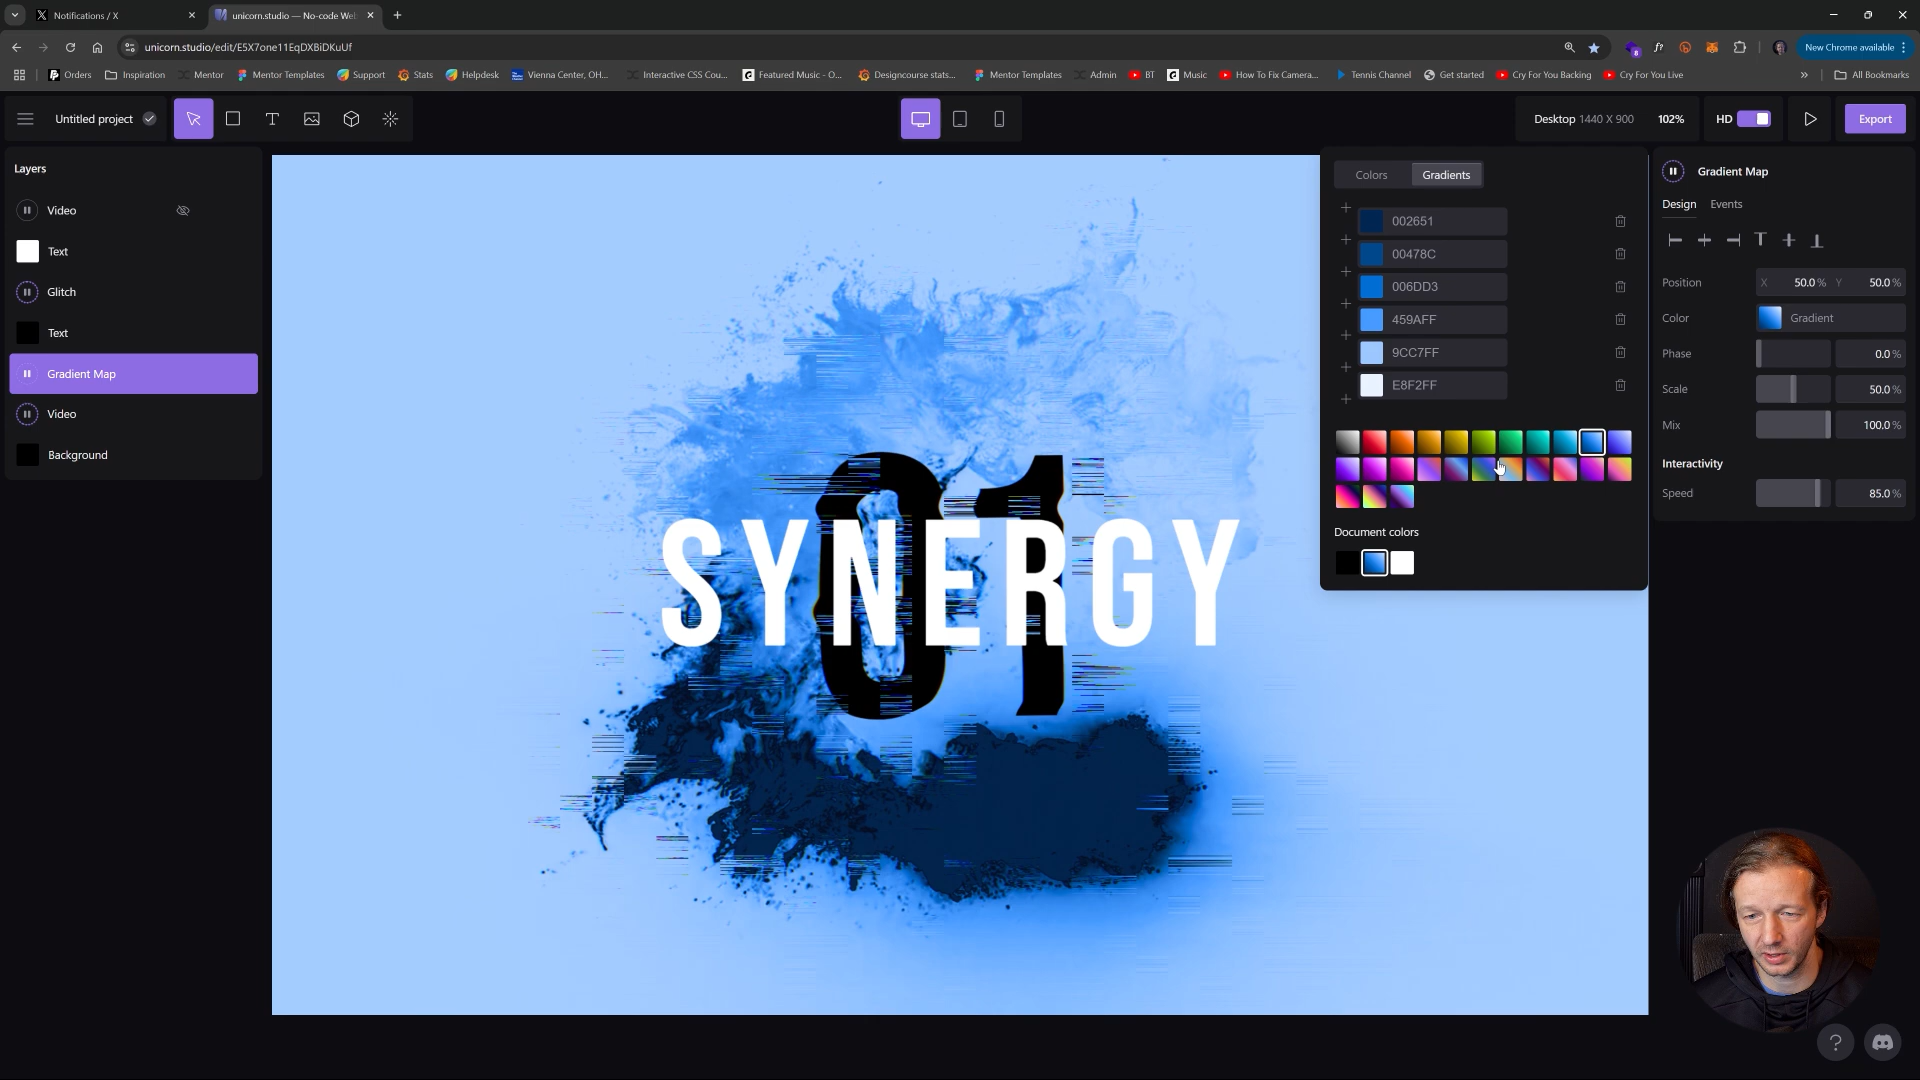 Notifications / X
unicorn.studio — No-code We
unicorn.studio/edit/E5X7one11EqDXBiDKuUf
New Chrome available
Orders
Inspiration
Mentor
Mentor Templates
Support
Stats
Helpdesk
Vienna Center, OH...
Interactive CSS Cou...
Featured Music - O...
Designcourse stats...
Mentor Templates
Admin
BT
Music
How To Fix Camera...
Tennis Channel
Get started
Cry For You Backing
Cry For You Live
All Bookmarks
Untitled project
Desktop 1440 X 900
102%
HD
Export
Layers
Video
Text
Glitch
Text
Gradient Map
Video
Background
Colors
Gradients
002651
00478C
006DD3
459AFF
9CC7FF
E8F2FF
Document colors
Gradient Map
Design
Events
Position X 50.0 % Y 50.0 %
Color Gradient
Phase 0.0 %
Scale 50.0 %
Mix 100.0 %
Interactivity
Speed 85.0 %
01
SYNERGY